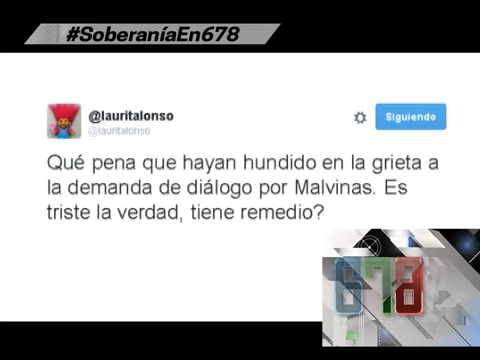 #SoberaníaEn678
@lauritalonso
@lauritalonso
Siguiendo
Qué pena que hayan hundido en la grieta a
la demanda de diálogo por Malvinas. Es
triste la verdad, tiene remedio?
678